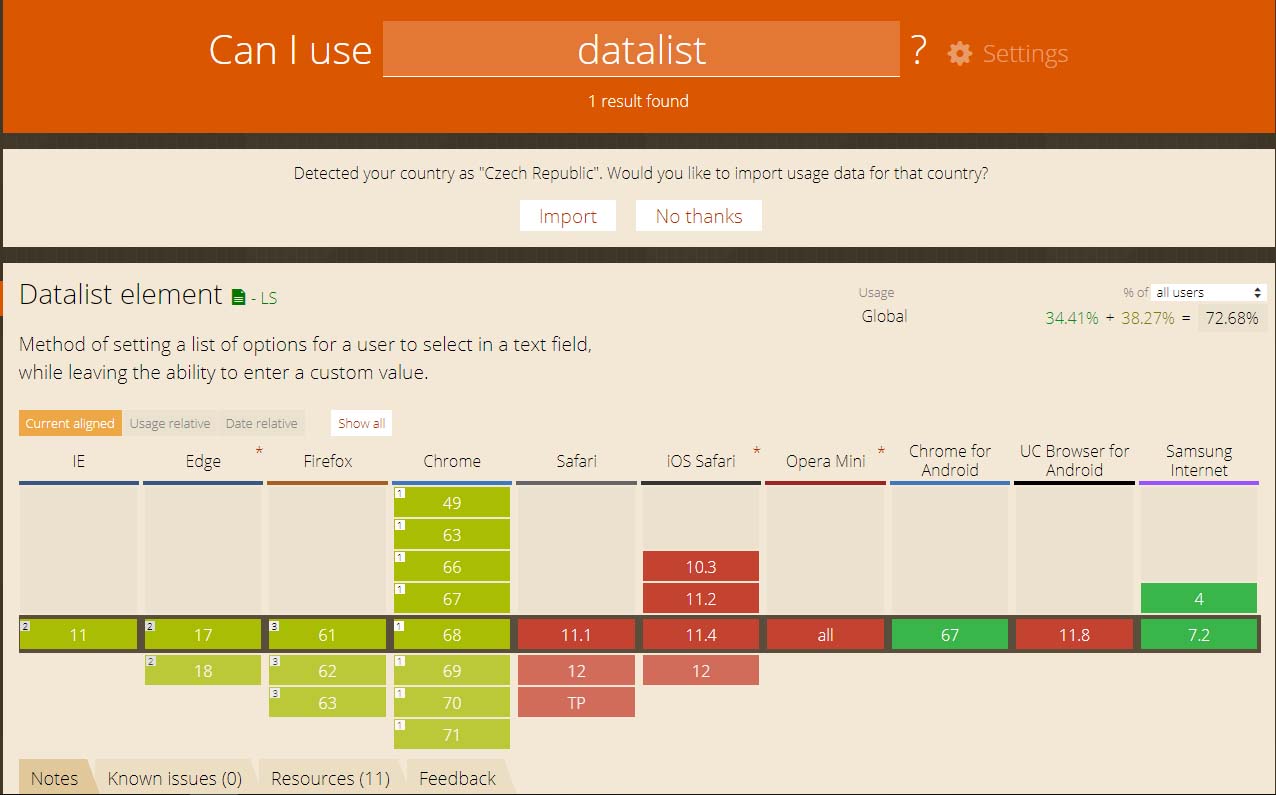 Can I use datalist ? Settings
1 result found
Detected your country as "Czech Republic". Would you like to import usage data for that country?
Import No thanks
Datalist element - LS
Usage % of all users
Global 34.41% + 38.27% = 72.68%
Method of setting a list of options for a user to select in a text field,
while leaving the ability to enter a custom value.
Current aligned Usage relative Date relative Show all
IE Edge * Firefox Chrome Safari iOS Safari * Opera Mini * Chrome for Android UC Browser for Android Samsung Internet
1 49
1 63
1 66 10.3
1 67 11.2 4
2 11 2 17 3 61 1 68 11.1 11.4 all 67 11.8 7.2
2 18 3 62 1 69 12 12
3 63 1 70 TP
1 71
Notes Known issues (0) Resources (11) Feedback